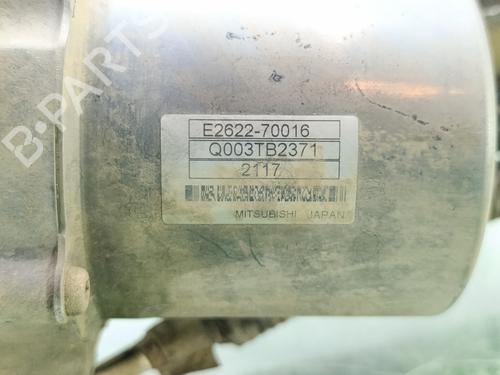 B-PARTS
E2622-70016
Q003TB2371
2117
MITSUBISHI JAPAN